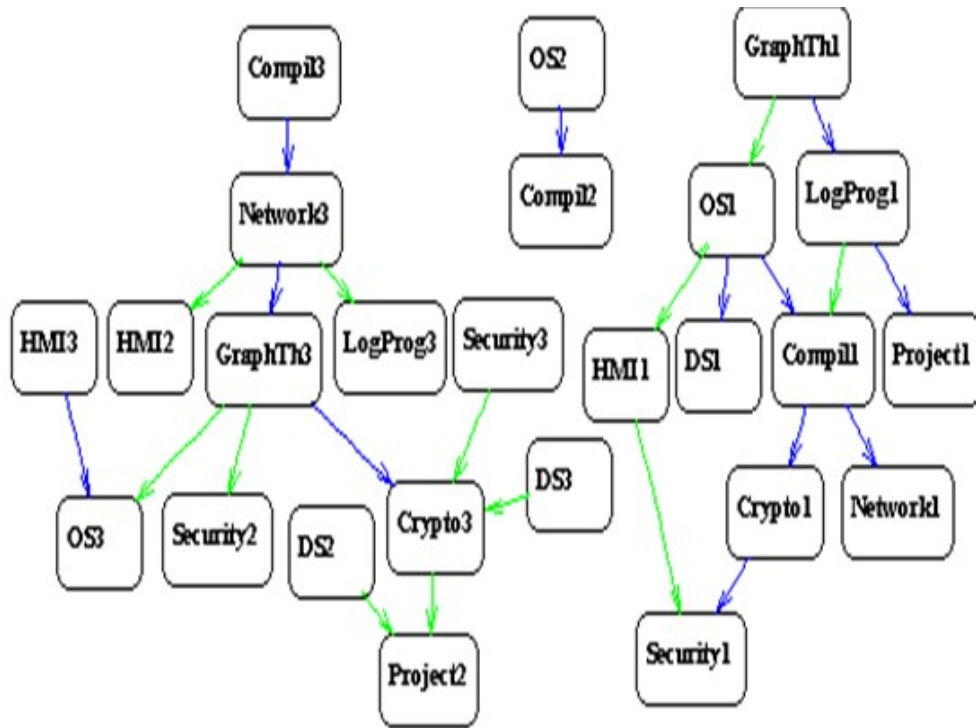 Compil3
OS2
GraphTh1
Network3
Compil2
OS1
LogProg1
HMI3
HMI2
GraphTh3
LogProg3
Security3
HMI1
DS1
Compil1
Project1
OS3
Security2
DS2
Crypto3
DS3
Crypto1
Network1
Project2
Security1